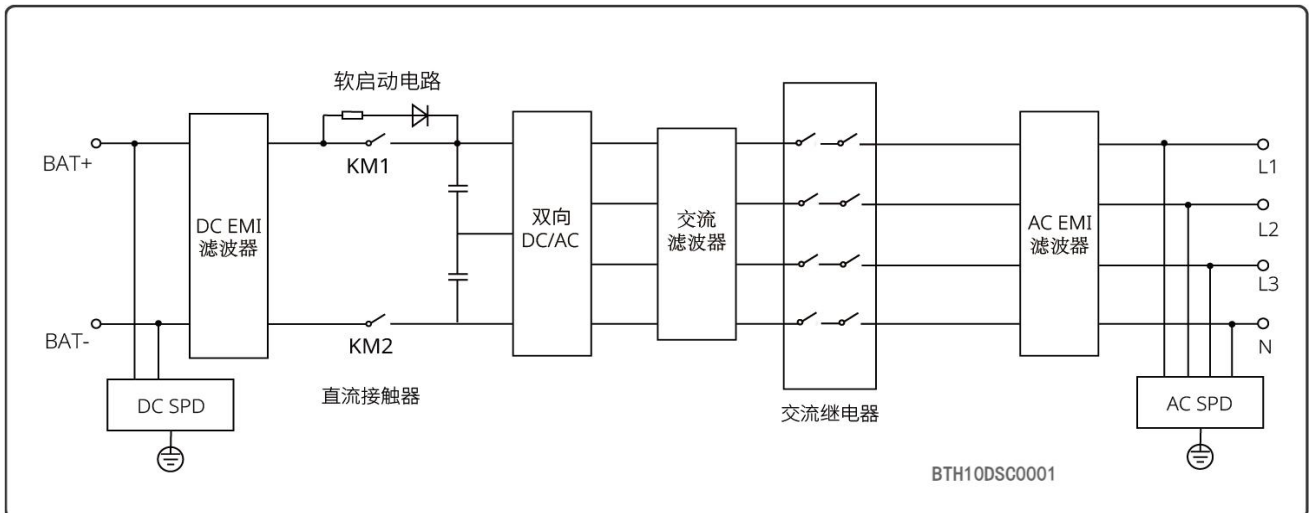 软启动电路
BAT+
KM1
L1
DC EMI
滤波器
双向
DC/AC
交流
滤波器
AC EMI
滤波器
L2
L3
BAT-
KM2
N
直流接触器
DC SPD
交流继电器
AC SPD
BTH10DSC0001